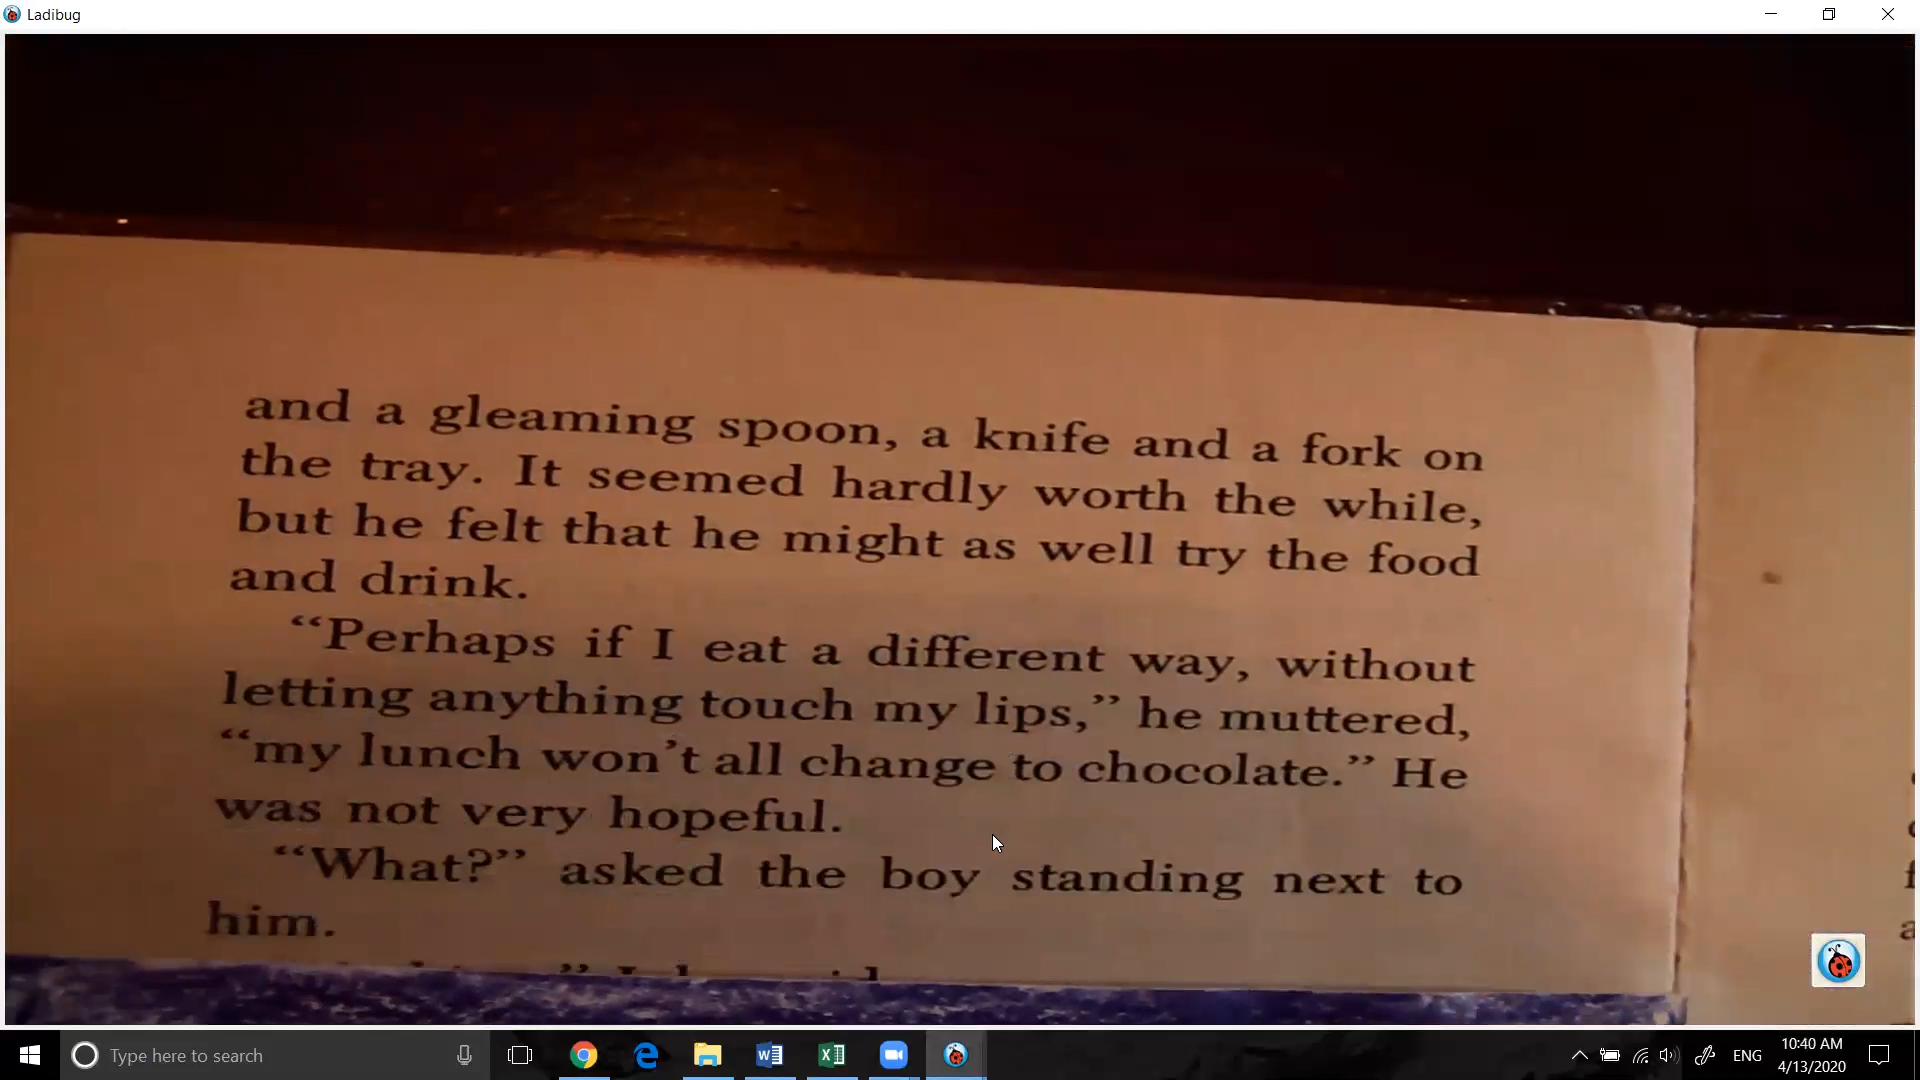 Ladibug
and a gleaming spoon, a knife and a fork on
the tray. It seemed hardly worth the while,
but he felt that he might as well try the food
and drink.
“Perhaps if I eat a different way, without
letting anything touch my lips,” he muttered,
“my lunch won’t all change to chocolate.” He
was not very hopeful.
“What?” asked the boy standing next to
him.
Type here to search
ENG
10:40 AM
4/13/2020